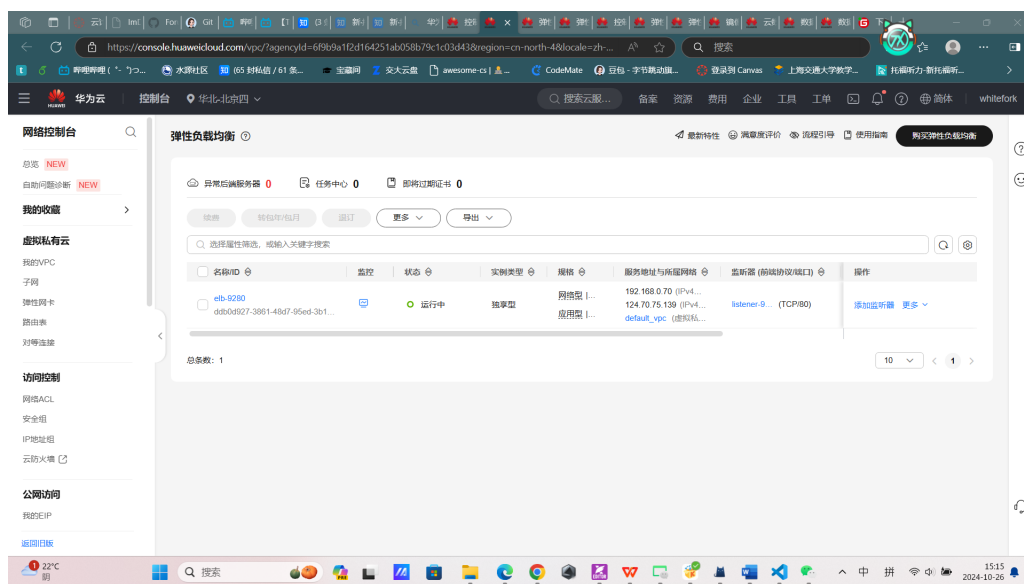 https://console.huaweicloud.com/vpc/?agencyId=6f9b9a1f2d164251ab058b79c1c03d43&region=cn-north-4&locale=zh-...
搜索
水源社区
(65 封私信 / 61 条...
宝藏网
交大云盘
awesome-cs |
CodeMate
豆包 - 字节跳动旗...
登录到 Canvas
上海交通大学教学...
托福听力-新托福听...
华为云
控制台
华北-北京四
搜索云服...
备案
资源
费用
企业
工具
工单
简体
whitefork
网络控制台
总览 NEW
自助问题诊断 NEW
我的收藏
虚拟私有云
我的VPC
子网
弹性网卡
路由表
对等连接
访问控制
网络ACL
安全组
IP地址组
云防火墙
公网访问
我的EIP
返回旧版
弹性负载均衡
最新特性
满意度评价
流程引导
使用指南
购买弹性负载均衡
异常后端服务器 0
任务中心 0
即将过期证书 0
续费
转包年/包月
退订
更多
导出
选择属性筛选，或输入关键字搜索
名称/ID
监控
状态
实例类型
规格
服务地址与所属网络
监听器 (前端协议/端口)
操作
elb-9280
ddb0d927-3861-48d7-95ed-3b1...
运行中
独享型
网络型 |...
应用型 |...
192.168.0.70 (IPv4...
124.70.75.139 (IPv4...
default_vpc (虚拟私...
listener-9... (TCP/80)
添加监听器 更多
总条数: 1
10
1
22°C
阴
搜索
中
拼
15:15
2024-10-26